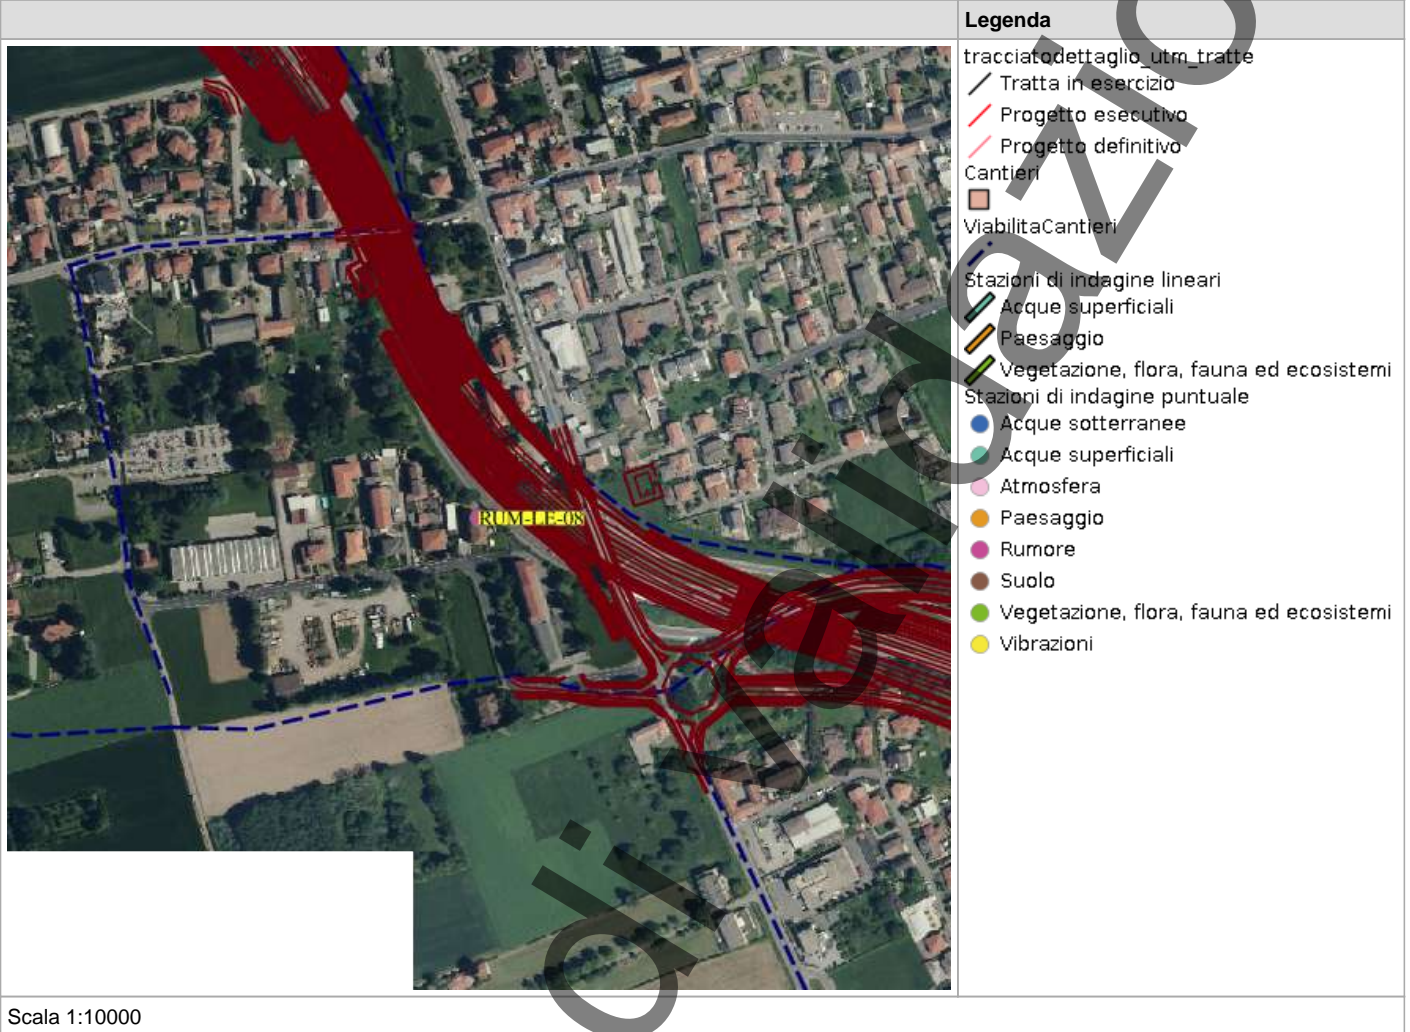 Legenda
tracciatodettaglio_utm_tratte
Tratta in esercizio
Progetto esecutivo
Progetto definitivo
Cantieri
ViabilitaCantieri
Stazioni di indagine lineari
Acque superficiali
Paesaggio
Vegetazione, flora, fauna ed ecosistemi
Stazioni di indagine puntuale
Acque sotterranee
Acque superficiali
Atmosfera
Paesaggio
Rumore
Suolo
Vegetazione, flora, fauna ed ecosistemi
Vibrazioni
RUM-LE-08
di validazio
Scala 1:10000